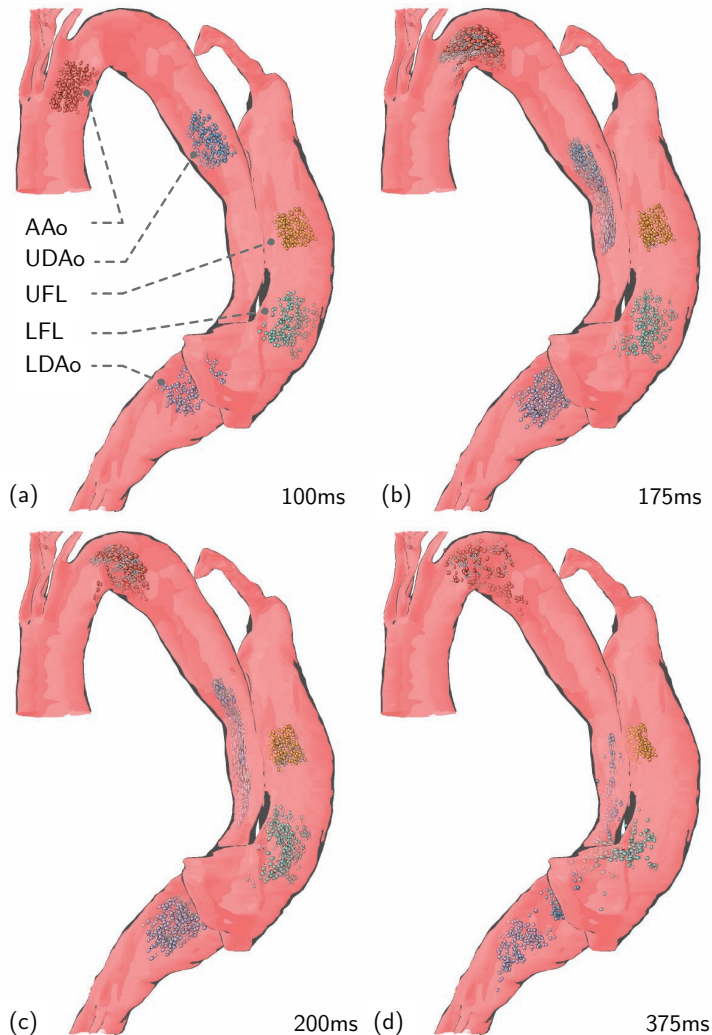 AAo
UDAo
UFL
LFL
LDAo
(a) 100ms
(b) 175ms
(c) 200ms
(d) 375ms